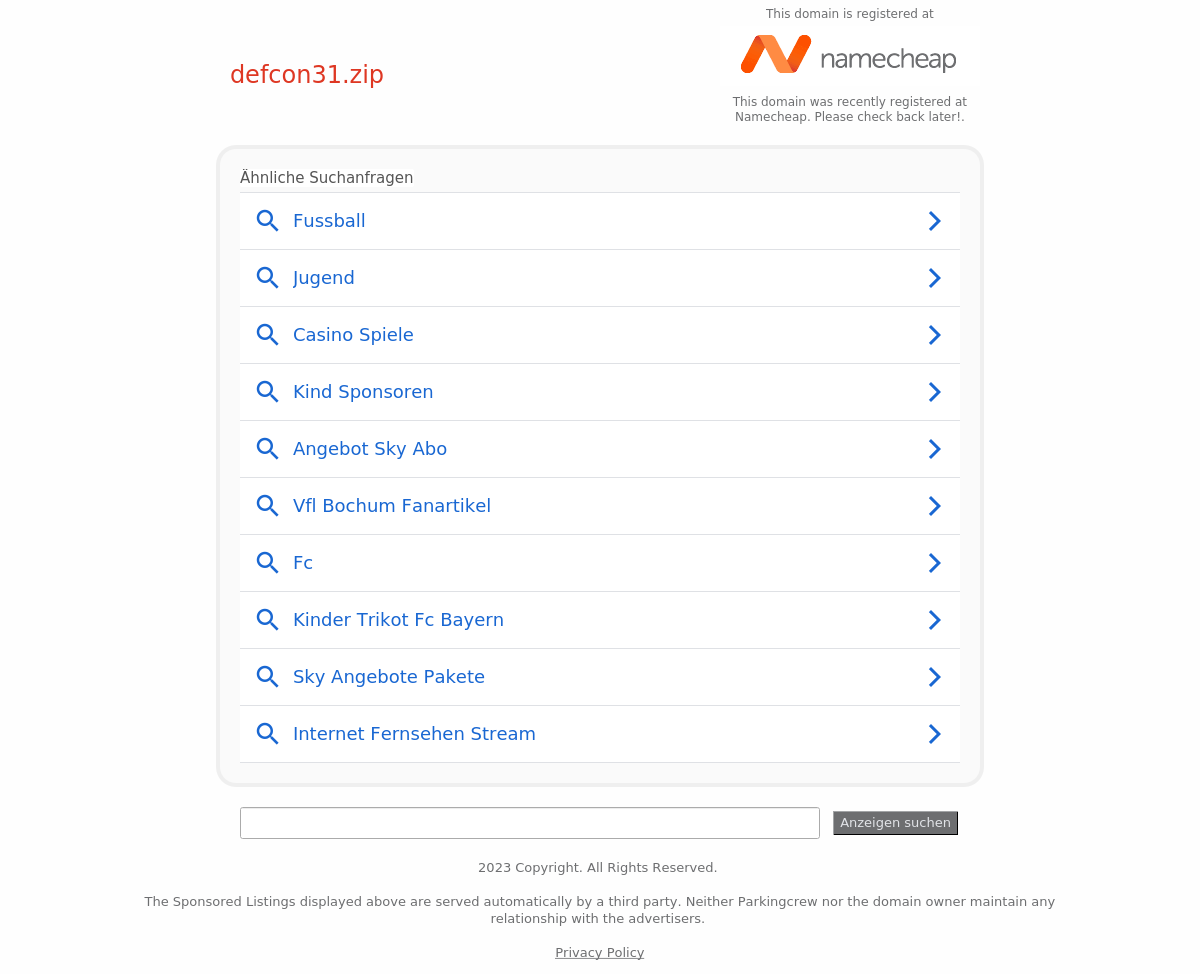 This domain is registered at
namecheap
defcon31.zip
This domain was recently registered at
Namecheap. Please check back later!.
Ähnliche Suchanfragen
Fussball
Jugend
Casino Spiele
Kind Sponsoren
Angebot Sky Abo
Vfl Bochum Fanartikel
Fc
Kinder Trikot Fc Bayern
Sky Angebote Pakete
Internet Fernsehen Stream
Anzeigen suchen
2023 Copyright. All Rights Reserved.
The Sponsored Listings displayed above are served automatically by a third party. Neither Parkingcrew nor the domain owner maintain any
relationship with the advertisers.
Privacy Policy